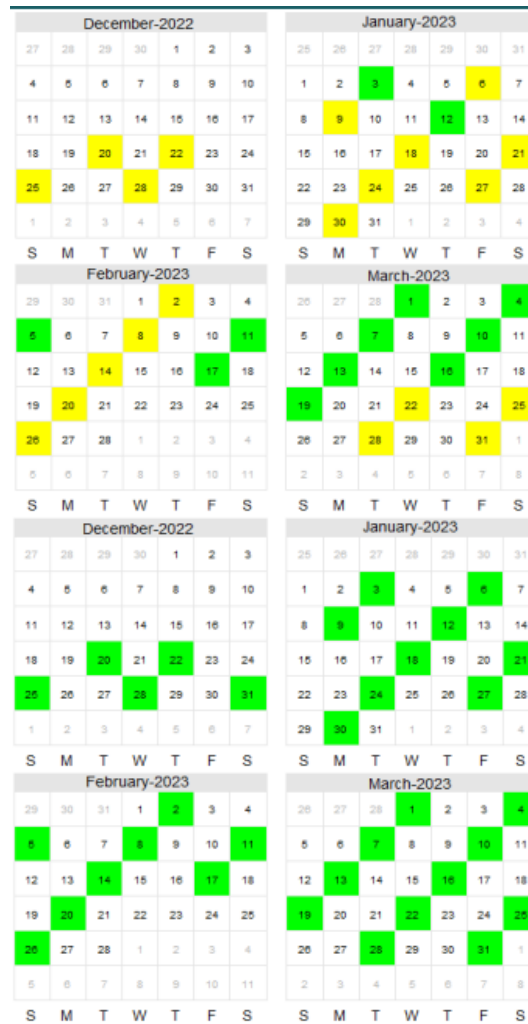 December-2022 January-2023
27 28 29 30 1 2 3 25 26 27 28 29 30 31
4 5 6 7 8 9 10 1 2 3 4 5 6 7
11 12 13 14 15 16 17 8 9 10 11 12 13 14
18 19 20 21 22 23 24 15 16 17 18 19 20 21
25 26 27 28 29 30 31 22 23 24 25 26 27 28
1 2 3 4 5 6 7 29 30 31 1 2 3 4
S M T W T F S S M T W T F S
February-2023 March-2023
29 30 31 1 2 3 4 26 27 28 1 2 3 4
5 6 7 8 9 10 11 5 6 7 8 9 10 11
12 13 14 15 16 17 18 12 13 14 15 16 17 18
19 20 21 22 23 24 25 19 20 21 22 23 24 25
26 27 28 1 2 3 4 26 27 28 29 30 31 1
5 6 7 8 9 10 11 2 3 4 5 6 7 8
S M T W T F S S M T W T F S
December-2022 January-2023
27 28 29 30 1 2 3 25 26 27 28 29 30 31
4 5 6 7 8 9 10 1 2 3 4 5 6 7
11 12 13 14 15 16 17 8 9 10 11 12 13 14
18 19 20 21 22 23 24 15 16 17 18 19 20 21
25 26 27 28 29 30 31 22 23 24 25 26 27 28
1 2 3 4 5 6 7 29 30 31 1 2 3 4
S M T W T F S S M T W T F S
February-2023 March-2023
29 30 31 1 2 3 4 26 27 28 1 2 3 4
5 6 7 8 9 10 11 5 6 7 8 9 10 11
12 13 14 15 16 17 18 12 13 14 15 16 17 18
19 20 21 22 23 24 25 19 20 21 22 23 24 25
26 27 28 1 2 3 4 26 27 28 29 30 31 1
5 6 7 8 9 10 11 2 3 4 5 6 7 8
S M T W T F S S M T W T F S